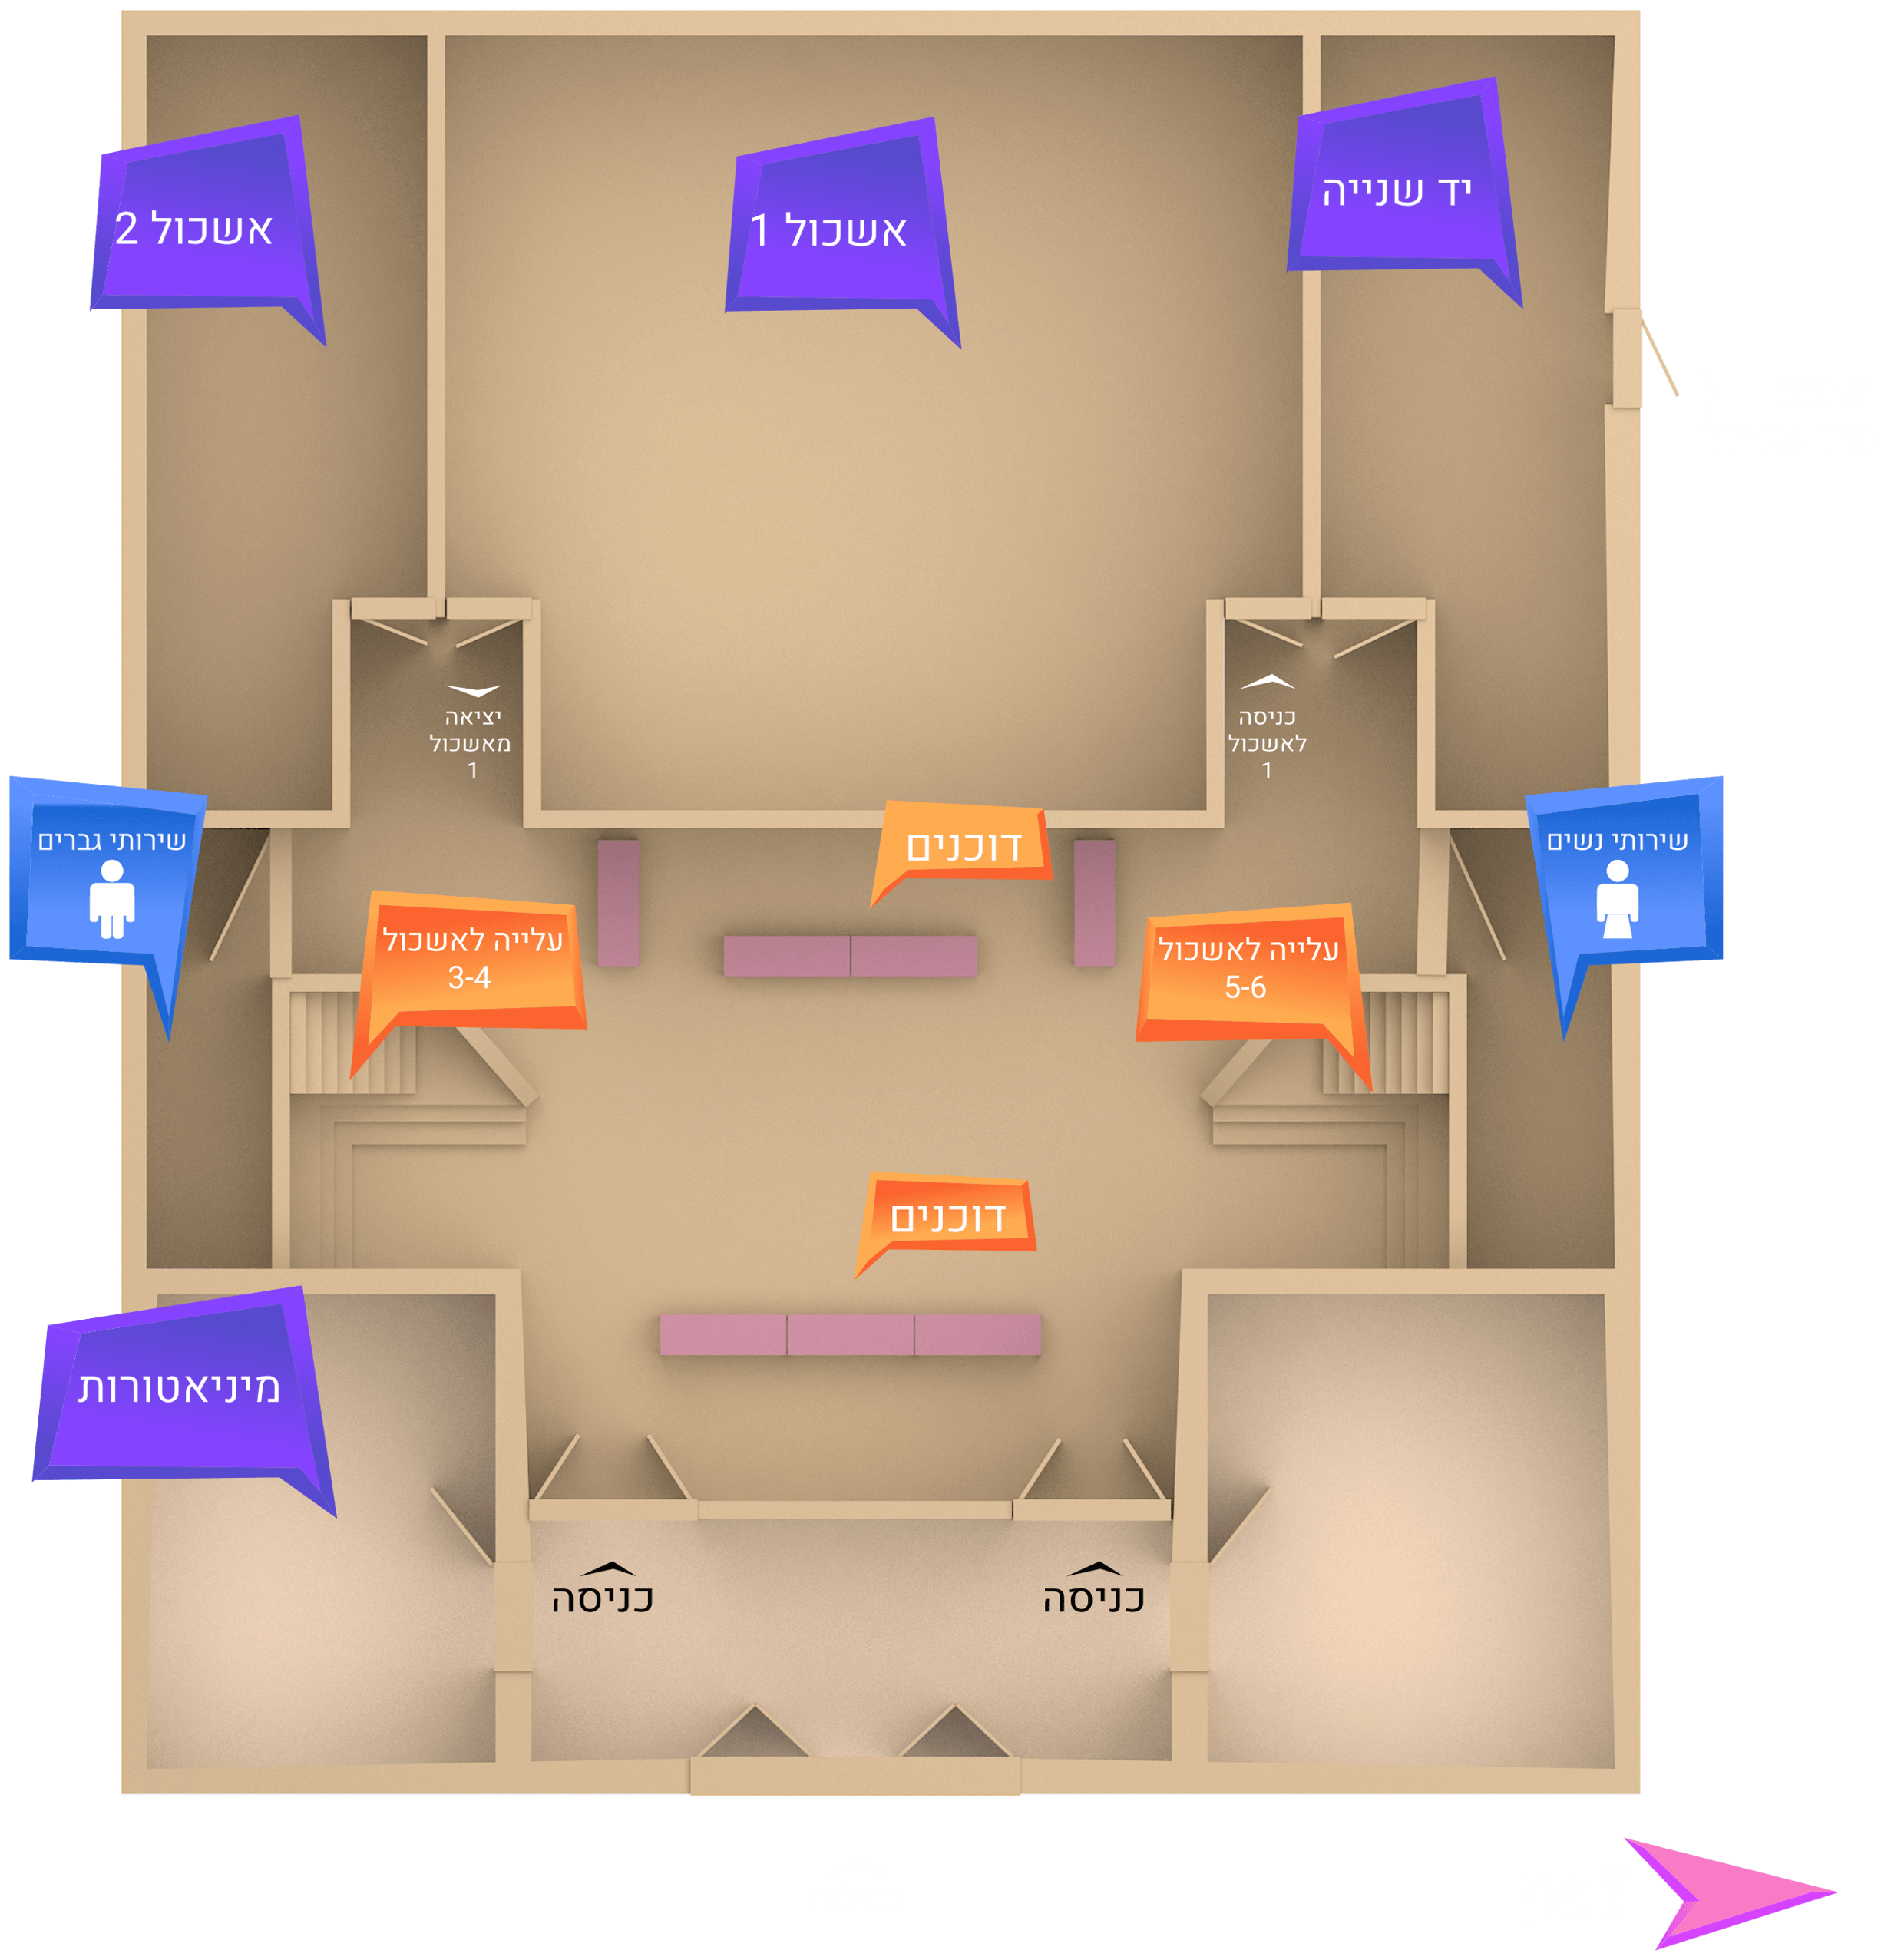 יד שנייה
אשכול 1
אשכול 2
כניסה
לאשכול
1
יציאה
מאשכול
1
שירותי נשים
דוכנים
שירותי גברים
עלייה לאשכול
5-6
עלייה לאשכול
3-4
דוכנים
מיניאטורות
כניסה
כניסה